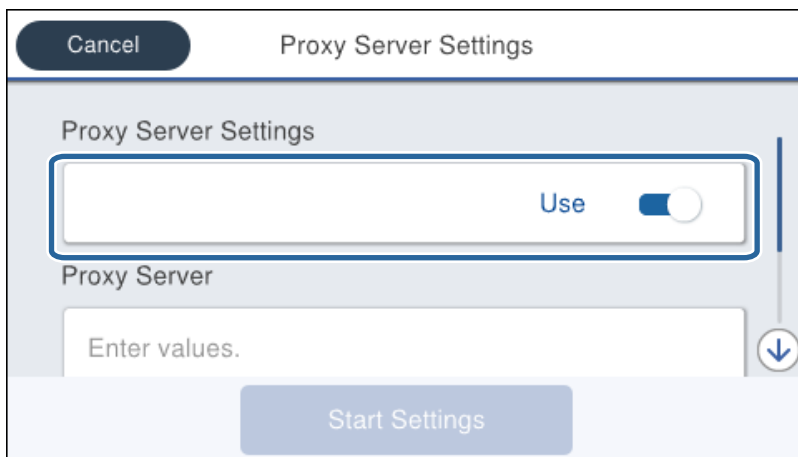 Cancel
Proxy Server Settings
Proxy Server Settings
Use
Proxy Server
Enter values.
Start Settings